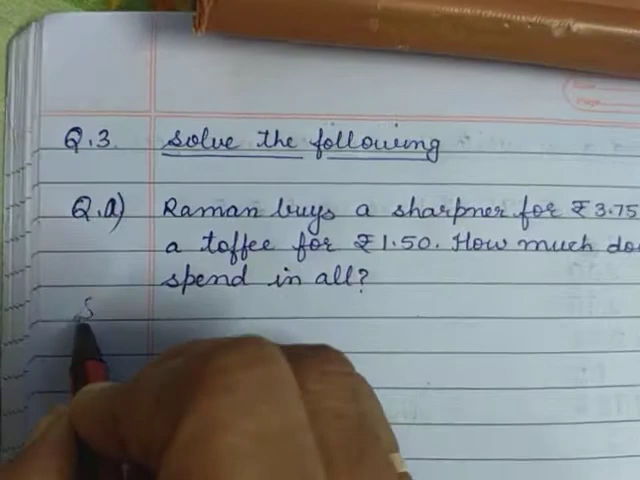 Q.3 solve the following
Q.a) Raman buys a sharpner for ₹3.75
a toffee for ₹1.50. How much do
spend in all?
S